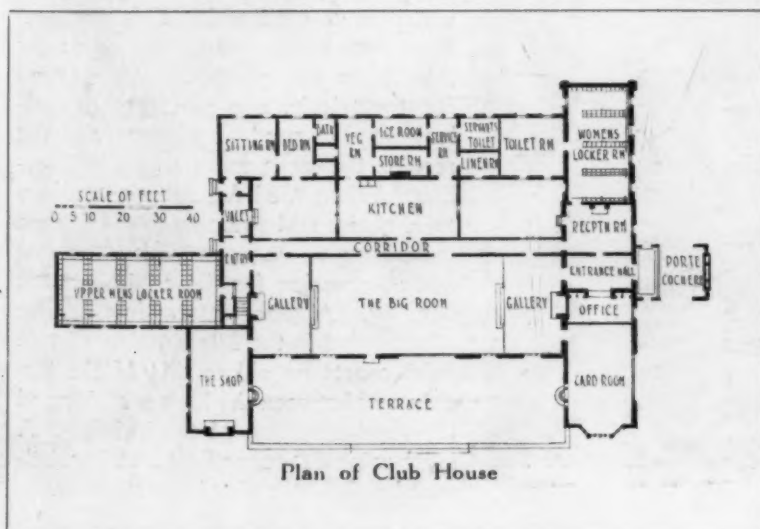 WOMENS
LOCKER RM
SITTING RM
BED RM
BATH
VEG
RM
ICE ROOM
STORE RM
SERVICE
RM
SERVANTS
TOILET
LINEN RM
TOILET RM
SCALE OF FEET
0 5 10 20 30 40
VALET
KITCHEN
RECPTN RM
CORRIDOR
ENTRY
ENTRANCE HALL
PORTE
COCHERE
UPPER MENS LOCKER ROOM
GALLERY
THE BIG ROOM
GALLERY
OFFICE
THE SHOP
CARD ROOM
TERRACE
Plan of Club House